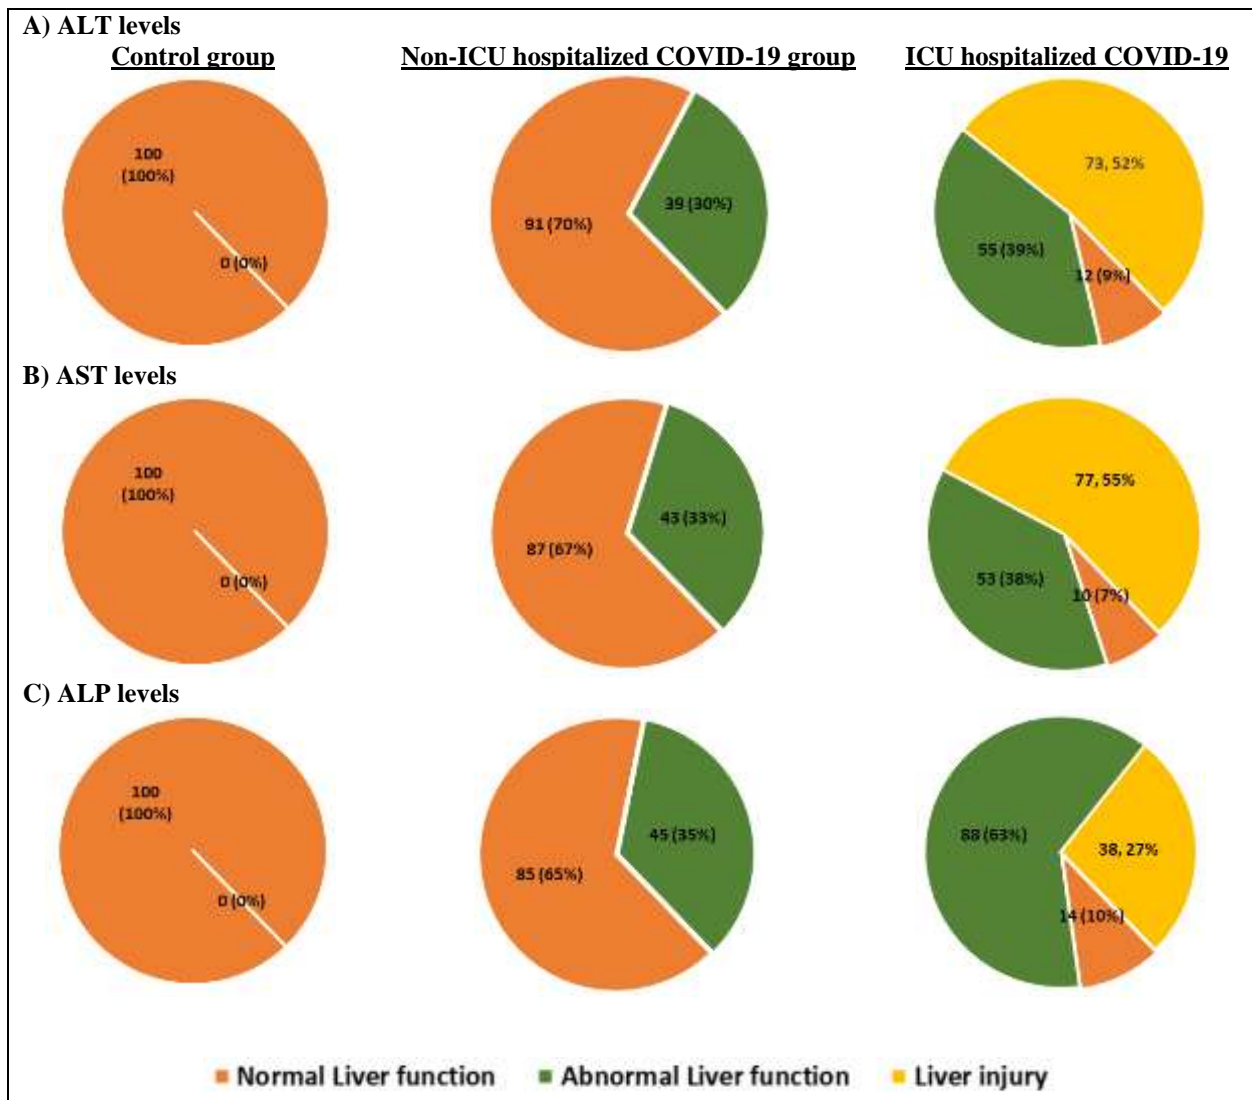 A) ALT levels
Control group
Non-ICU hospitalized COVID-19 group
ICU hospitalized COVID-19
100
(100%)
0 (0%)
91 (70%)
39 (30%)
73, 52%
55 (39%)
12 (9%)
B) AST levels
100
(100%)
0 (0%)
87 (67%)
43 (33%)
77, 55%
53 (38%)
10 (7%)
C) ALP levels
100
(100%)
0 (0%)
85 (65%)
45 (35%)
88 (63%)
38, 27%
14 (10%)
Normal Liver function
Abnormal Liver function
Liver injury